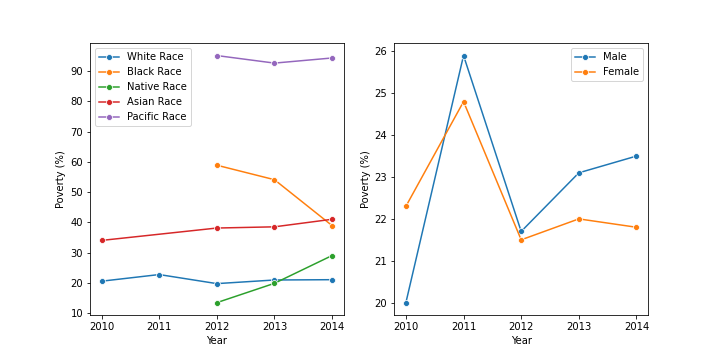 White Race
Black Race
Native Race
Asian Race
Pacific Race
90
80
70
60
50
40
30
20
10
Poverty (%)
2010 2011 2012 2013 2014
Year
Male
Female
26
25
24
23
22
21
20
Poverty (%)
2010 2011 2012 2013 2014
Year